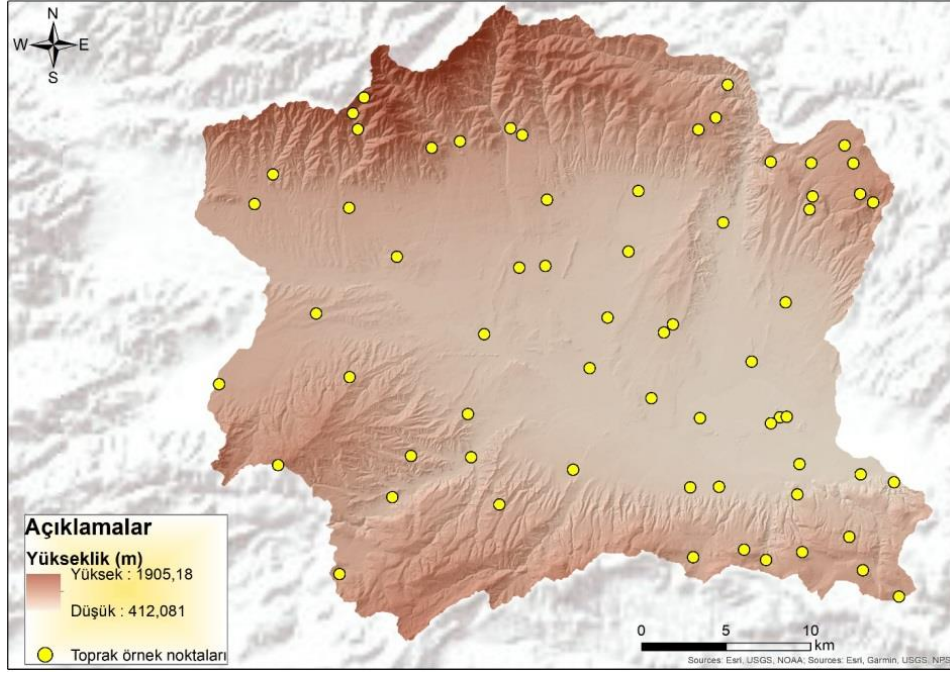 N
W E
S
Açıklamalar
Yükseklik (m)
Yüksek : 1905,18
Düşük : 412,081
Toprak örnek noktaları
0 5 10
km
Sources: Esri, USGS, NOAA; Sources: Esri, Garmin, USGS, NPS